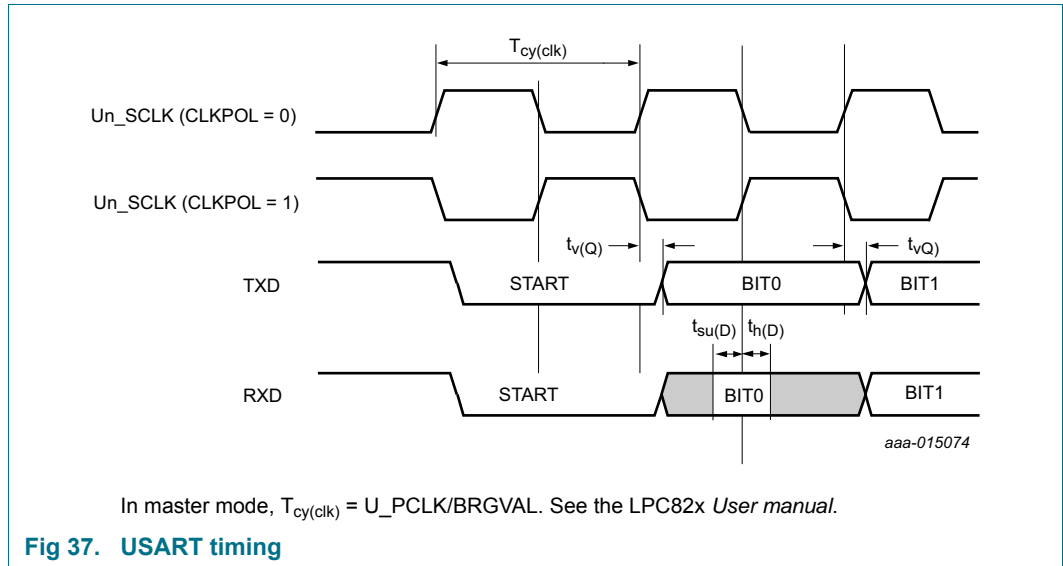 Tcy(clk)
Un_SCLK (CLKPOL = 0)
Un_SCLK (CLKPOL = 1)
tv(Q)
tvQ)
TXD
START
BIT0
BIT1
tsu(D)
th(D)
RXD
START
BIT0
BIT1
aaa-015074
In master mode, Tcy(clk) = U_PCLK/BRGVAL. See the LPC82x User manual.
Fig 37. USART timing